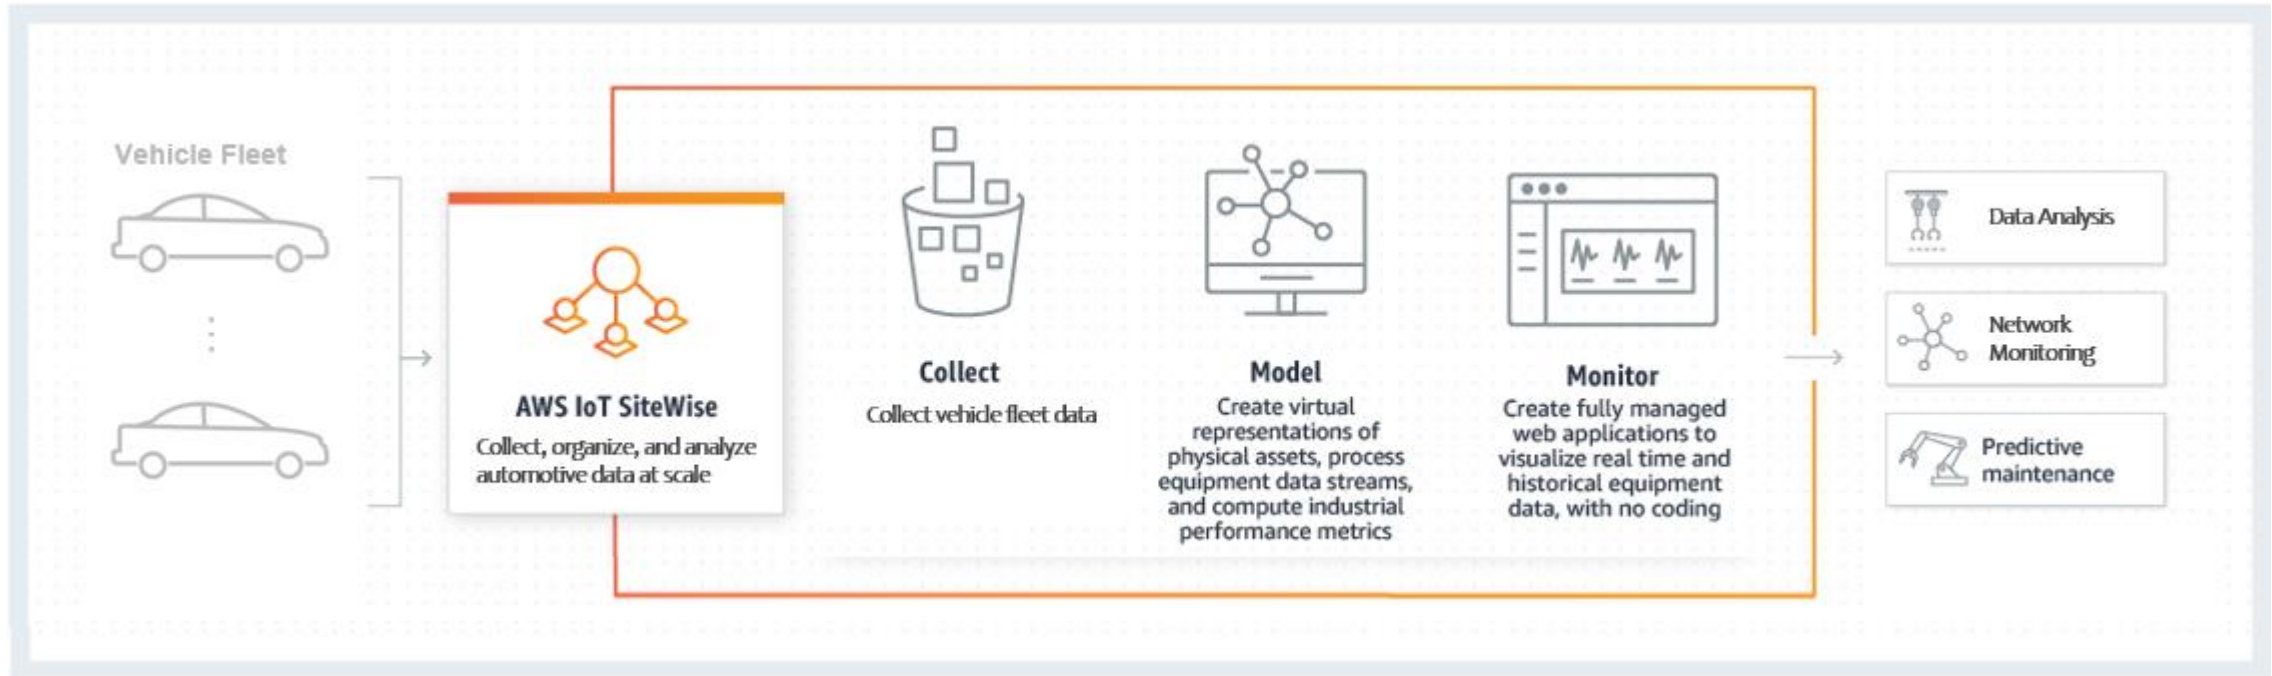 Vehicle Fleet
AWS IoT SiteWise
Collect, organize, and analyze
automotive data at scale
Collect
Collect vehicle fleet data
Model
Create virtual
representations of
physical assets, process
equipment data streams,
and compute industrial
performance metrics
Monitor
Create fully managed
web applications to
visualize real time and
historical equipment
data, with no coding
Data Analysis
Network
Monitoring
Predictive
maintenance